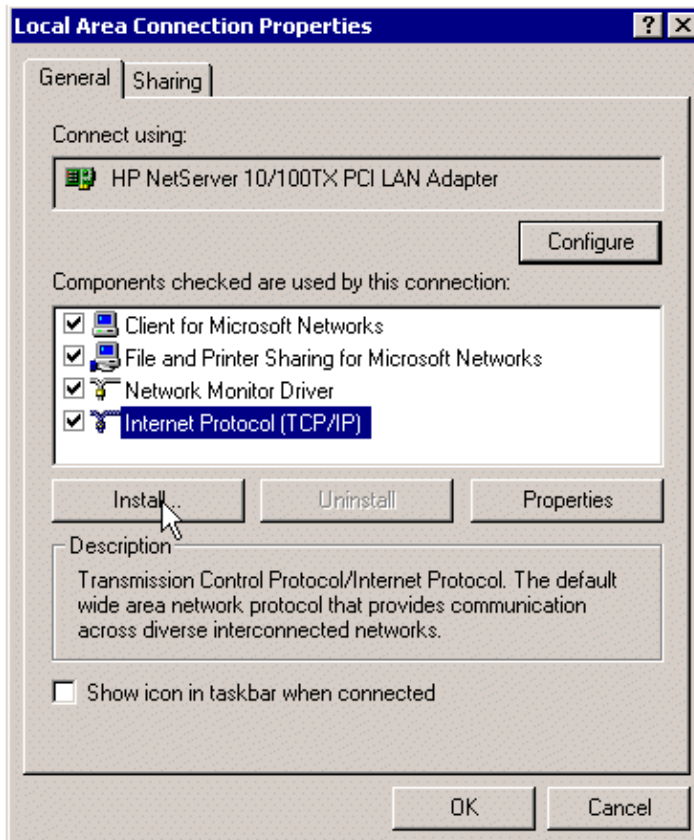 Local Area Connection Properties
General Sharing
Connect using:
HP NetServer 10/100TX PCI LAN Adapter
Configure
Components checked are used by this connection:
Client for Microsoft Networks
File and Printer Sharing for Microsoft Networks
Network Monitor Driver
Internet Protocol (TCP/IP)
Install... Uninstall Properties
Description
Transmission Control Protocol/Internet Protocol. The default
wide area network protocol that provides communication
across diverse interconnected networks.
Show icon in taskbar when connected
OK Cancel